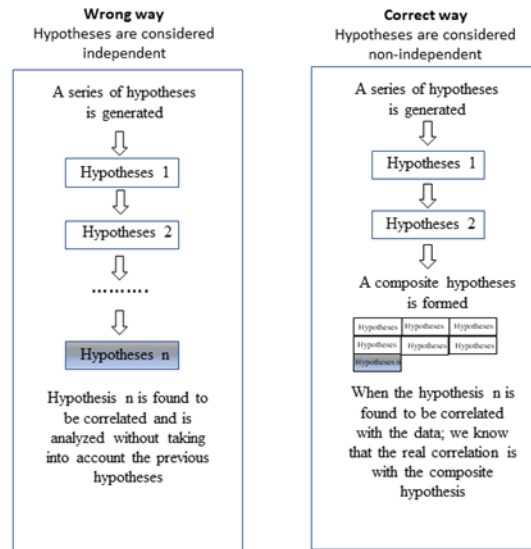 Wrong way
Hypotheses are considered
independent
A series of hypotheses
is generated
Hypotheses 1
Hypotheses 2
..........
Hypotheses n
Hypothesis n is found to
be correlated and is
analyzed without taking
into account the previous
hypotheses
Correct way
Hypotheses are considered
non-independent
A series of hypotheses
is generated
Hypotheses 1
Hypotheses 2
A composite hypotheses
is formed
Hypotheses Hypotheses Hypotheses
Hypotheses Hypotheses Hypotheses
Hypotheses n
When the hypothesis n is
found to be correlated
with the data; we know
that the real correlation is
with the composite
hypothesis